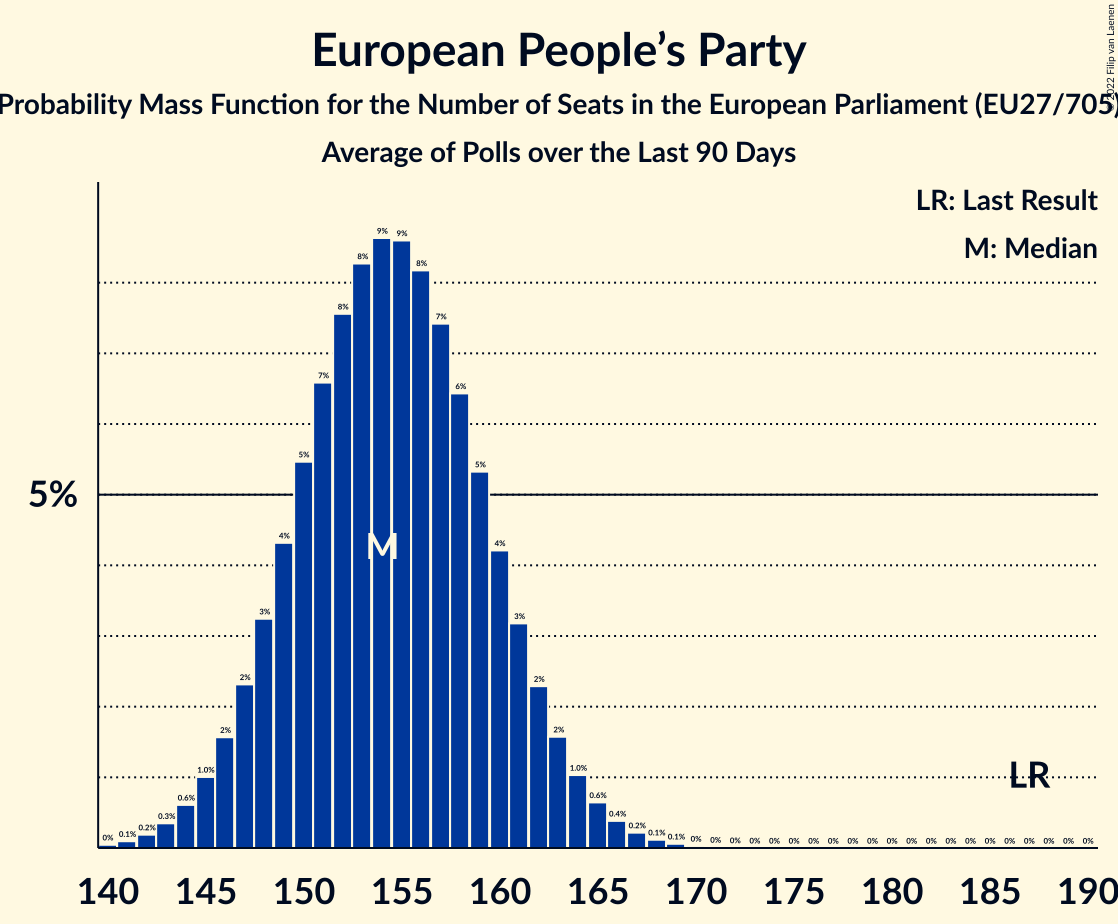 European People’s Party
Probability Mass Function for the Number of Seats in the European Parliament (EU27/705)
Average of Polls over the Last 90 Days
© 2022 Filip van Laenen
LR: Last Result
M: Median
5%
0% 0.1% 0.2% 0.3% 0.6% 1.0% 2% 2% 3% 4% 5% 7% 8% 8% 9% 9% 8% 7% 6% 5% 4% 3% 2% 2% 1.0% 0.6% 0.4% 0.2% 0.1% 0.1% 0% 0% 0% 0% 0% 0% 0% 0% 0% 0% 0% 0% 0% 0% 0% 0% 0% 0% 0% 0% 0%
M
LR
140 145 150 155 160 165 170 175 180 185 190